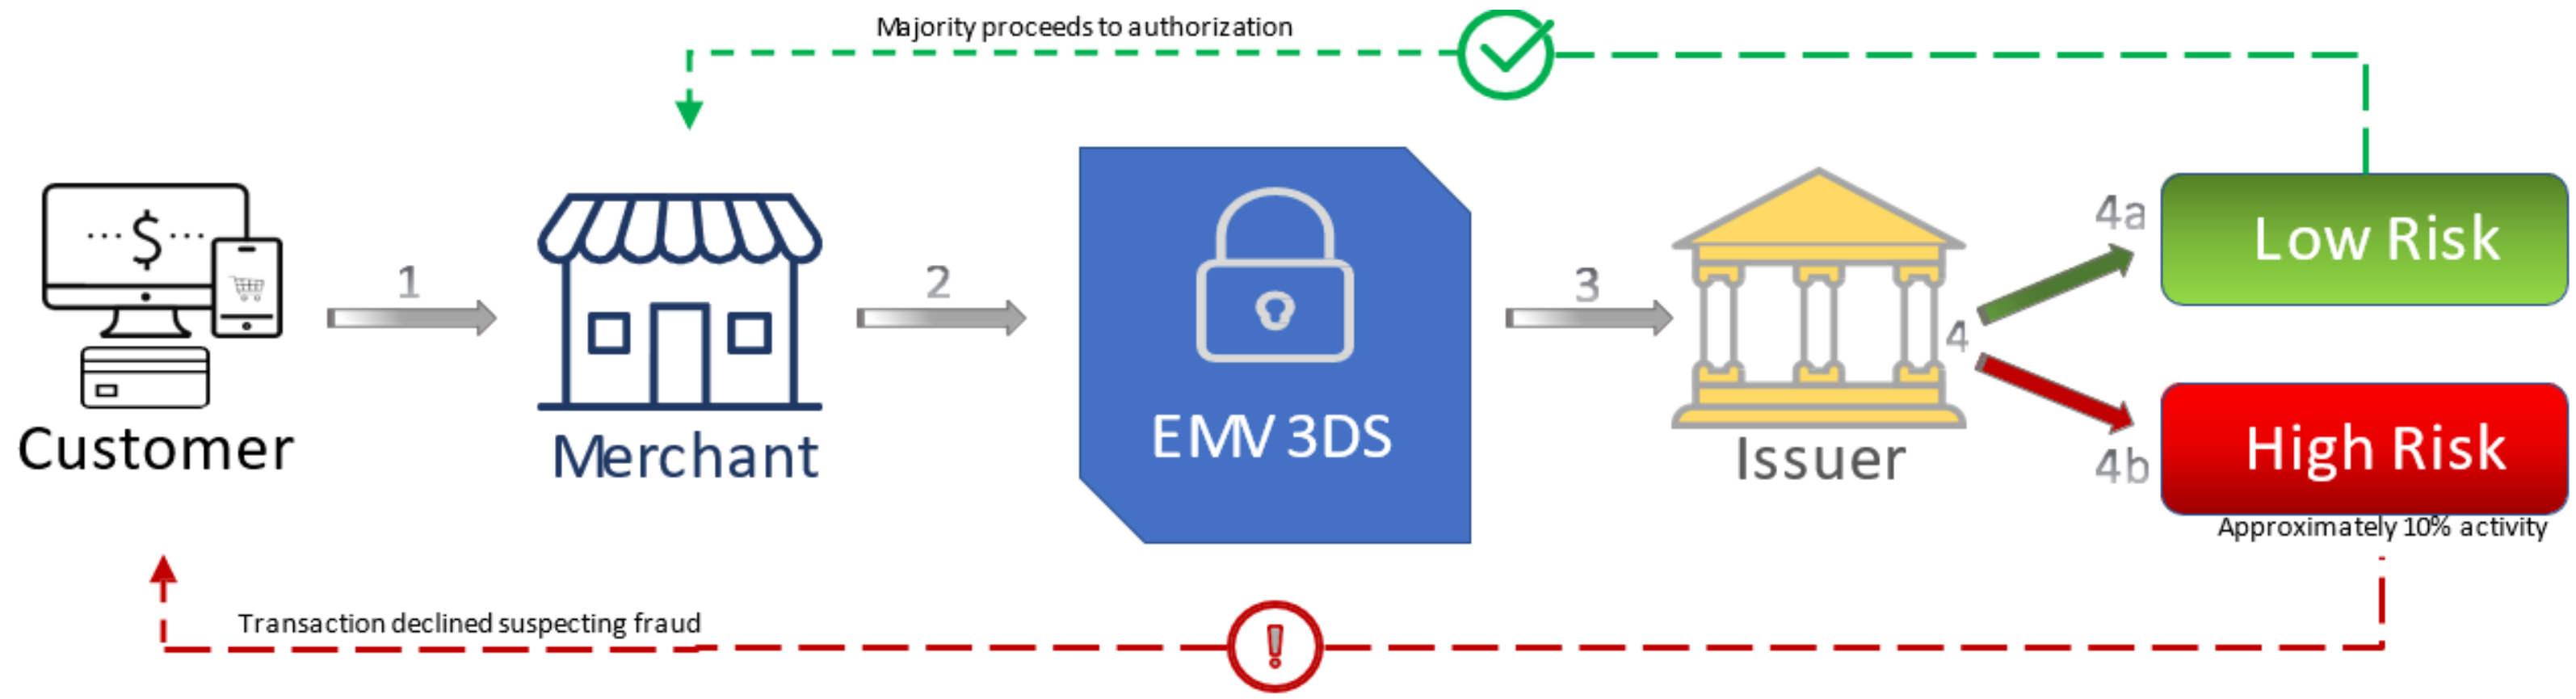 Majority proceeds to authorization
$
1
2
3
4
4a
4b
Low Risk
High Risk
EMV 3DS
Customer
Merchant
Issuer
Approximately 10% activity
Transaction declined suspecting fraud
!